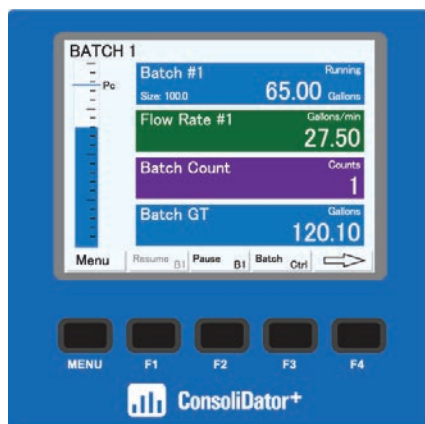 BATCH 1
Pc
Batch #1 Running
Size: 100.0 65.00 Gallons
Flow Rate #1 Gallons/min
27.50
Batch Count Counts
1
Batch GT Gallons
120.10
Menu Resume B1 Pause B1 Batch Ctrl
MENU F1 F2 F3 F4
ConsoliDator+